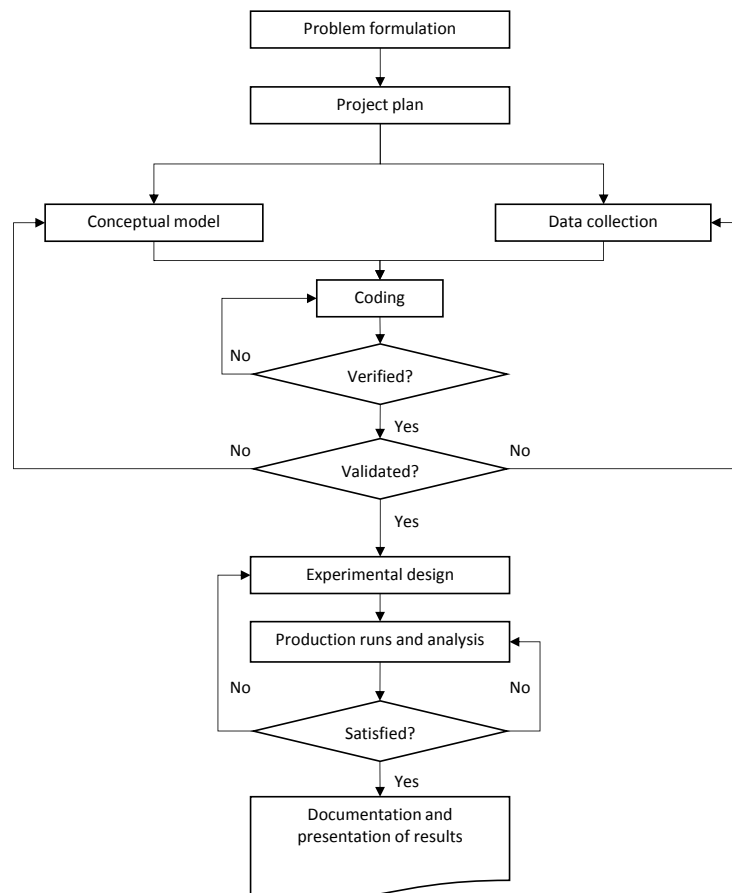 Problem formulation
Project plan
Conceptual model
Data collection
Coding
No
Verified?
Yes
No
Validated?
No
Yes
Experimental design
Production runs and analysis
No
No
Satisfied?
Yes
Documentation and
presentation of results